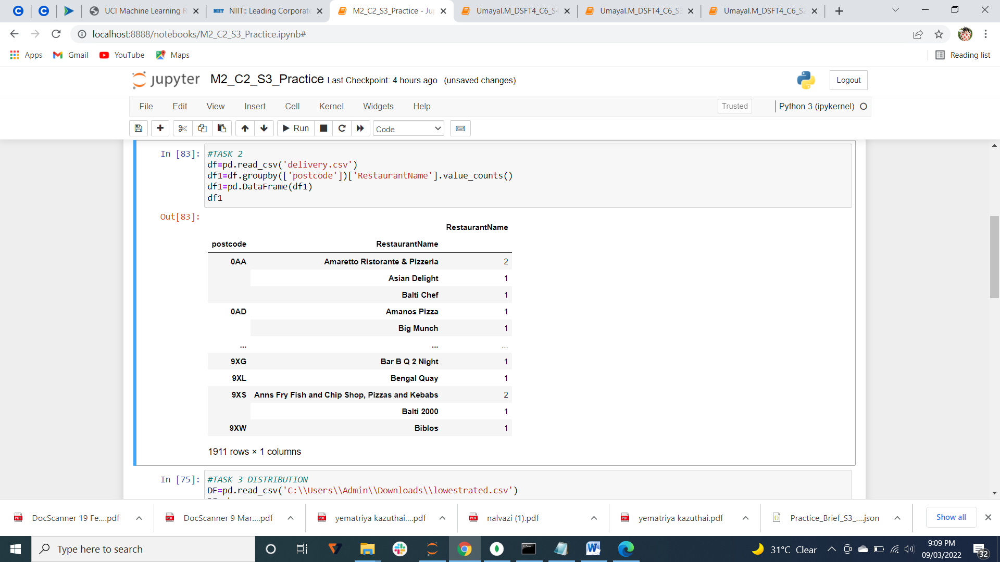 UCI Machine Learning R
NIIT NIIT:: Leading Corporate
M2_C2_S3_Practice - Ju
Umayal.M_DSFT4_C6_S4
Umayal.M_DSFT4_C6_S3
Umayal.M_DSFT4_C6_S2
localhost:8888/notebooks/M2_C2_S3_Practice.ipynb#
Apps Gmail YouTube Maps Reading list
jupyter M2_C2_S3_Practice Last Checkpoint: 4 hours ago (unsaved changes) Logout
File Edit View Insert Cell Kernel Widgets Help Trusted Python 3 (ipykernel)
Run Code
In [83]: #TASK 2
df=pd.read_csv('delivery.csv')
df1=df.groupby(['postcode'])['RestaurantName'].value_counts()
df1=pd.DataFrame(df1)
df1
Out[83]:
RestaurantName
postcode RestaurantName
0AA Amaretto Ristorante & Pizzeria 2
Asian Delight 1
Balti Chef 1
0AD Amanos Pizza 1
Big Munch 1
... ... ...
9XG Bar B Q 2 Night 1
9XL Bengal Quay 1
9XS Anns Fry Fish and Chip Shop, Pizzas and Kebabs 2
Balti 2000 1
9XW Biblos 1
1911 rows × 1 columns
In [75]: #TASK 3 DISTRIBUTION
DF=pd.read_csv('C:\\Users\\Admin\\Downloads\\lowestrated.csv')
DocScanner 19 Fe....pdf DocScanner 9 Mar....pdf yematriya kazuthai....pdf nalvazi (1).pdf yematriya kazuthai.pdf Practice_Brief_S3_....json Show all
Type here to search
31°C Clear
9:09 PM
09/03/2022
32